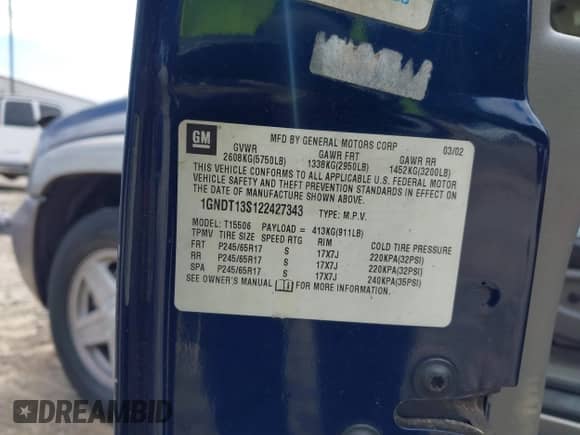 GM
MFD BY GENERAL MOTORS CORP 03/02
GVWR GAWR FRT GAWR RR
2608KG(5750LB) 1338KG(2950LB) 1452KG(3200LB)
THIS VEHICLE CONFORMS TO ALL APPLICABLE U.S. FEDERAL MOTOR
VEHICLE SAFETY AND THEFT PREVENTION STANDARDS IN EFFECT ON
THE DATE OF MANUFACTURE SHOWN ABOVE.
1GNDT13S122427343 TYPE: M.P.V.
MODEL: T15506 PAYLOAD = 413KG(911LB)
TPMV TIRE SIZE SPEED RTG RIM COLD TIRE PRESSURE
FRT P245/65R17 S 17X7J 220KPA(32PSI)
RR P245/65R17 S 17X7J 220KPA(32PSI)
SPA P245/65R17 S 17X7J 240KPA(35PSI)
SEE OWNER'S MANUAL FOR MORE INFORMATION.
DREAMBID